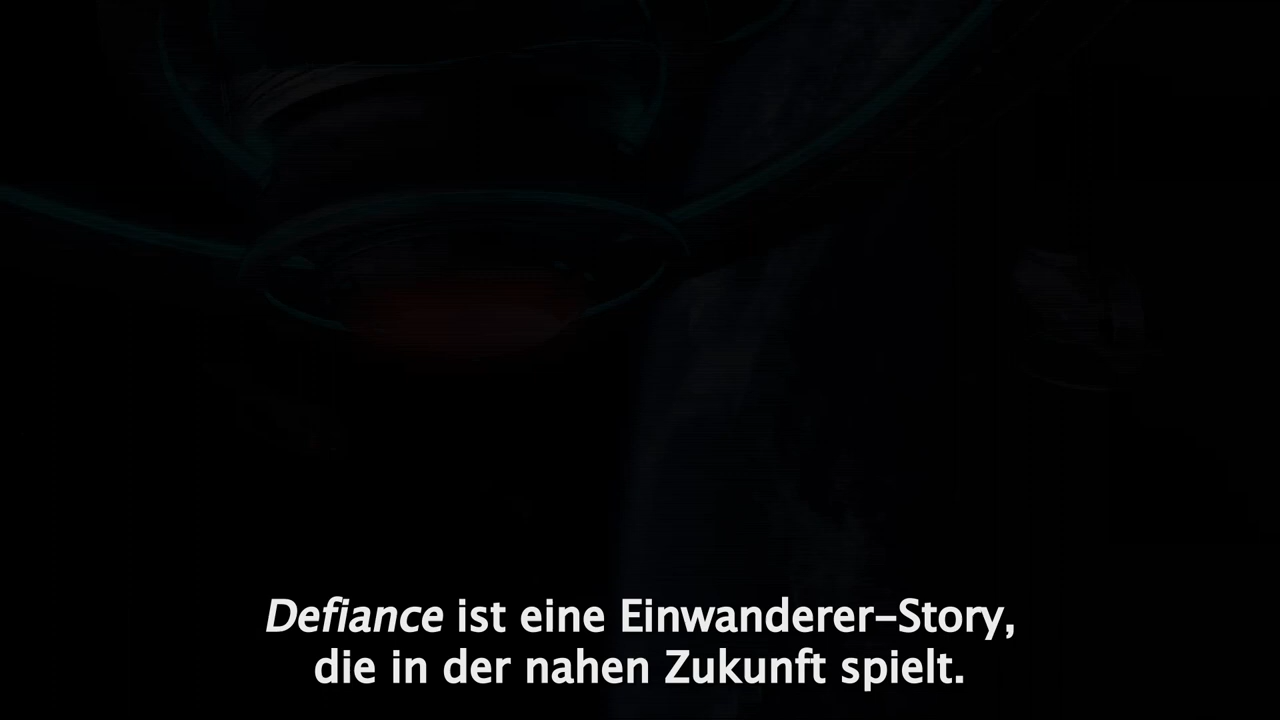 Defiance ist eine Einwanderer-Story,
die in der nahen Zukunft spielt.